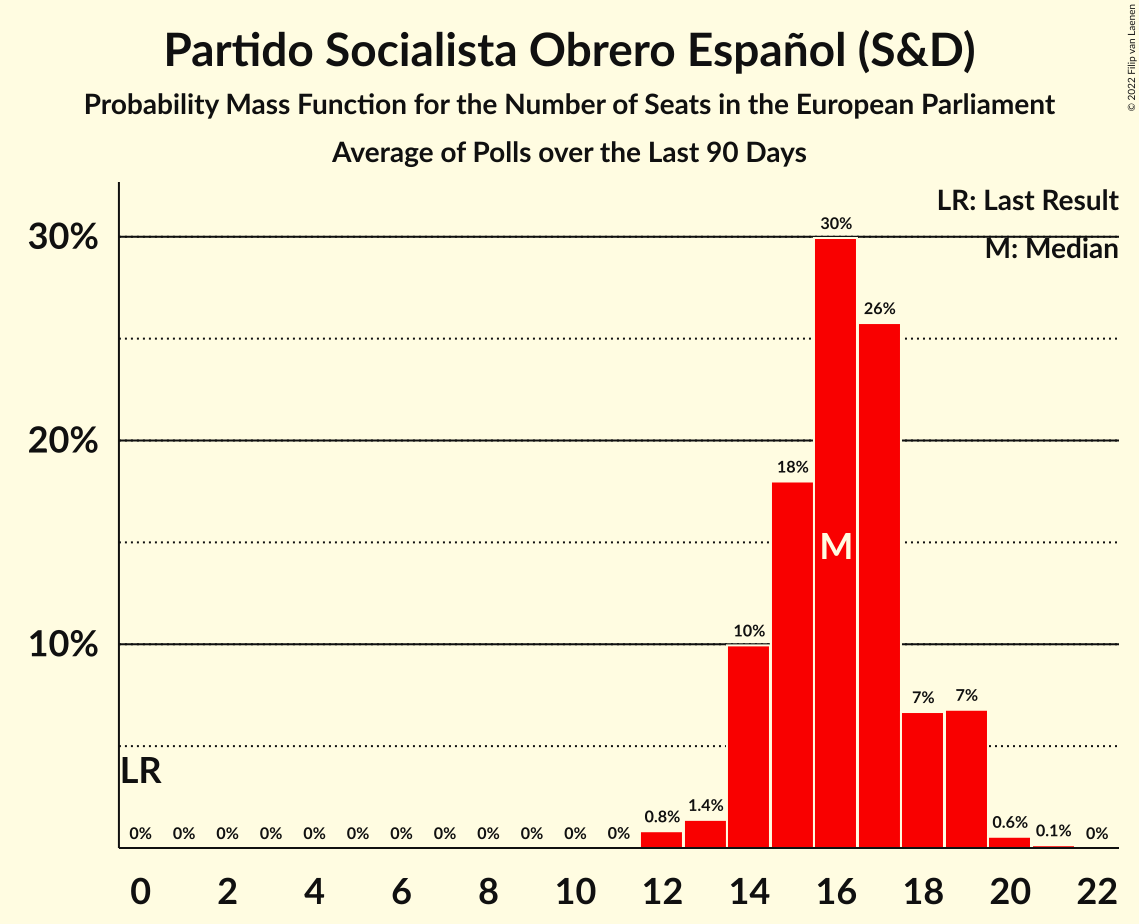 Partido Socialista Obrero Español (S&D)
Probability Mass Function for the Number of Seats in the European Parliament
Average of Polls over the Last 90 Days
© 2022 Filip van Laenen
LR: Last Result
M: Median
30%
20%
10%
30%
26%
18%
M
10%
7% 7%
LR
0% 0% 0% 0% 0% 0% 0% 0% 0% 0% 0% 0% 0.8% 1.4% 0.6% 0.1% 0%
0 2 4 6 8 10 12 14 16 18 20 22